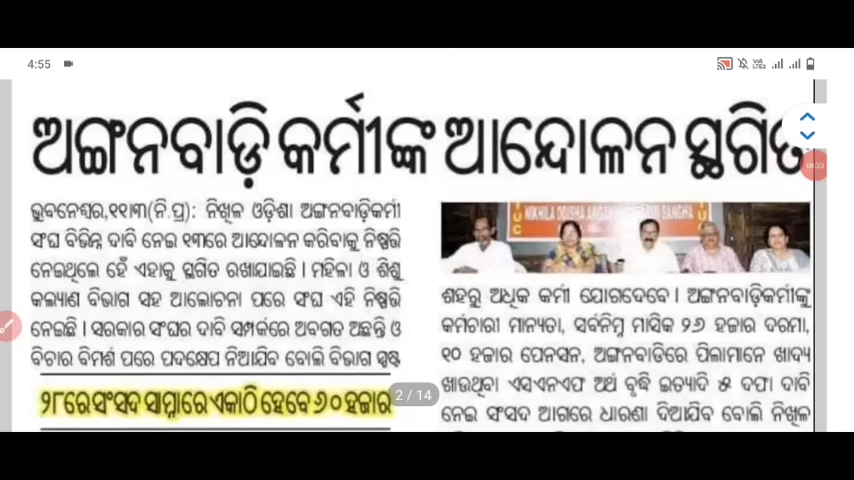 4:55
ଅଙ୍ଗନବାଡ଼ି କର୍ମୀଙ୍କ ଆନ୍ଦୋଳନ ସ୍ଥଗିତ
08:23
ଭୁବନେଶ୍ୱର,୧୧।୩(ନି.ପ୍ର): ନିଖିଳ ଓଡ଼ିଶା ଅଙ୍ଗନବାଡ଼ିକର୍ମୀ
ସଂଘ ବିଭିନ୍ନ ଦାବି ନେଇ ୧୩ରେ ଆନ୍ଦୋଳନ କରିବାକୁ ନିଷ୍ପତ୍ତି
ନେଇଥିଲେ ହେଁ ଏହାକୁ ସ୍ଥଗିତ ରଖାଯାଇଛି । ମହିଳା ଓ ଶିଶୁ
କଲ୍ୟାଣ ବିଭାଗ ସହ ଆଲୋଚନା ପରେ ସଂଘ ଏହି ନିଷ୍ପତ୍ତି
ନେଇଛି । ସରକାର ସଂଘର ଦାବି ସମ୍ପର୍କରେ ଅବଗତ ଅଛନ୍ତି ଓ
ବିଚାର ବିମର୍ଶ ପରେ ପଦକ୍ଷେପ ନିଆଯିବ ବୋଲି ବିଭାଗ ସ୍ପଷ୍ଟ
୨୮ରେ ସଂସଦ ସାମ୍ନାରେ ଏକାଠି ହେବେ ୬୦ ହଜାର
2 / 14
NIKHILA ODISHA SANGHA
ଶହରୁ ଅଧିକ କର୍ମୀ ଯୋଗଦେବେ । ଅଙ୍ଗନବାଡ଼ିକର୍ମୀଙ୍କୁ
କର୍ମଚାରୀ ମାନ୍ୟତା, ସର୍ବନିମ୍ନ ମାସିକ ୨୬ ହଜାର ଦରମା,
୧୦ ହଜାର ପେନସନ, ଅଙ୍ଗନବାଡିରେ ପିଲାମାନେ ଖାଦ୍ୟ
ଖାଉଥିବା ଏସଏନଏଫ ଅର୍ଥ ବୃଦ୍ଧି ଇତ୍ୟାଦି ୫ ଦଫା ଦାବି
ନେଇ ସଂସଦ ଆଗରେ ଧାରଣା ଦିଆଯିବ ବୋଲି ନିଖିଳ